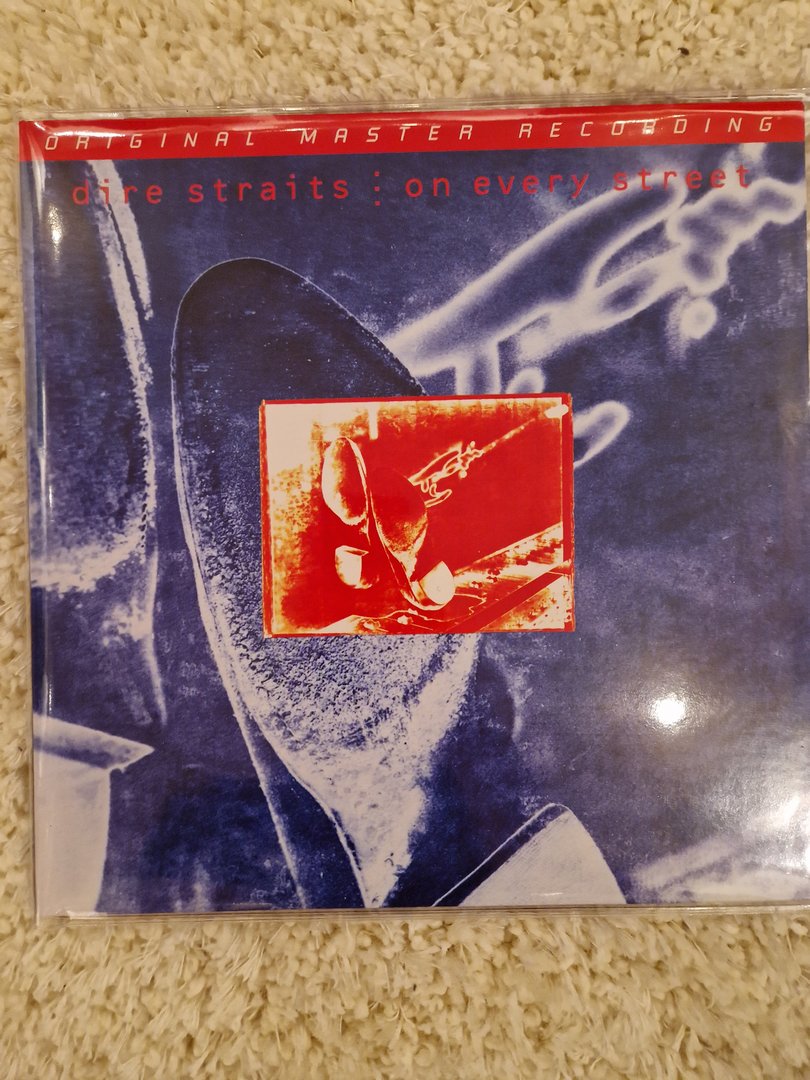 ORIGINAL MASTER RECORDING
dire straits : on every street